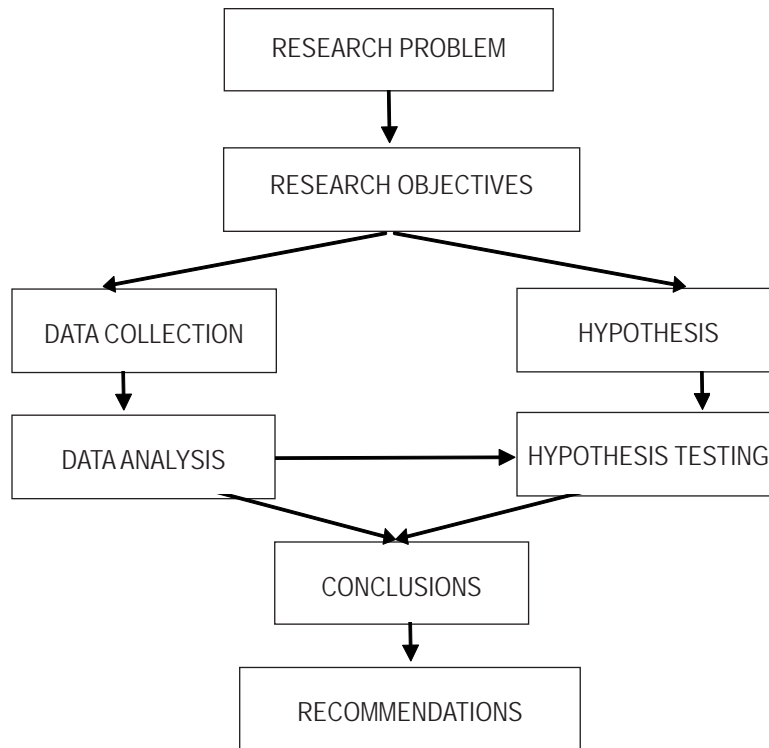 RESEARCH PROBLEM
RESEARCH OBJECTIVES
DATA COLLECTION
HYPOTHESIS
DATA ANALYSIS
HYPOTHESIS TESTING
CONCLUSIONS
RECOMMENDATIONS